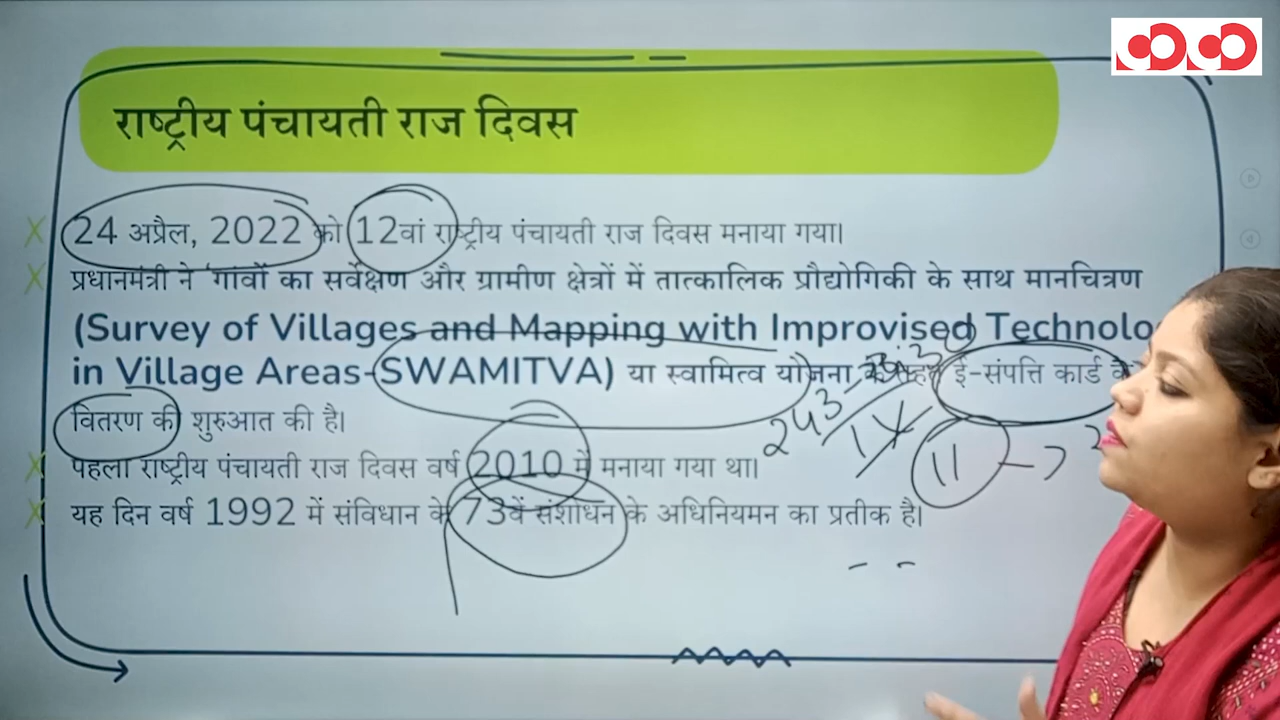 राष्ट्रीय पंचायती राज दिवस
24 अप्रैल, 2022 को 12वां राष्ट्रीय पंचायती राज दिवस मनाया गया।
प्रधानमंत्री ने 'गांवों का सर्वेक्षण और ग्रामीण क्षेत्रों में तात्कालिक प्रौद्योगिकी के साथ मानचित्रण
(Survey of Villages and Mapping with Improvised
in Village Areas-SWAMITVA) या स्वामित्व योजना के तहत ई-संपत्ति कार्ड के
वितरण की शुरुआत की है।
पहला राष्ट्रीय पंचायती राज दिवस वर्ष 2010 में मनाया गया था।
यह दिन वर्ष 1992 में संविधान के 73वें संशोधन के अधिनियमन का प्रतीक है।
243
11